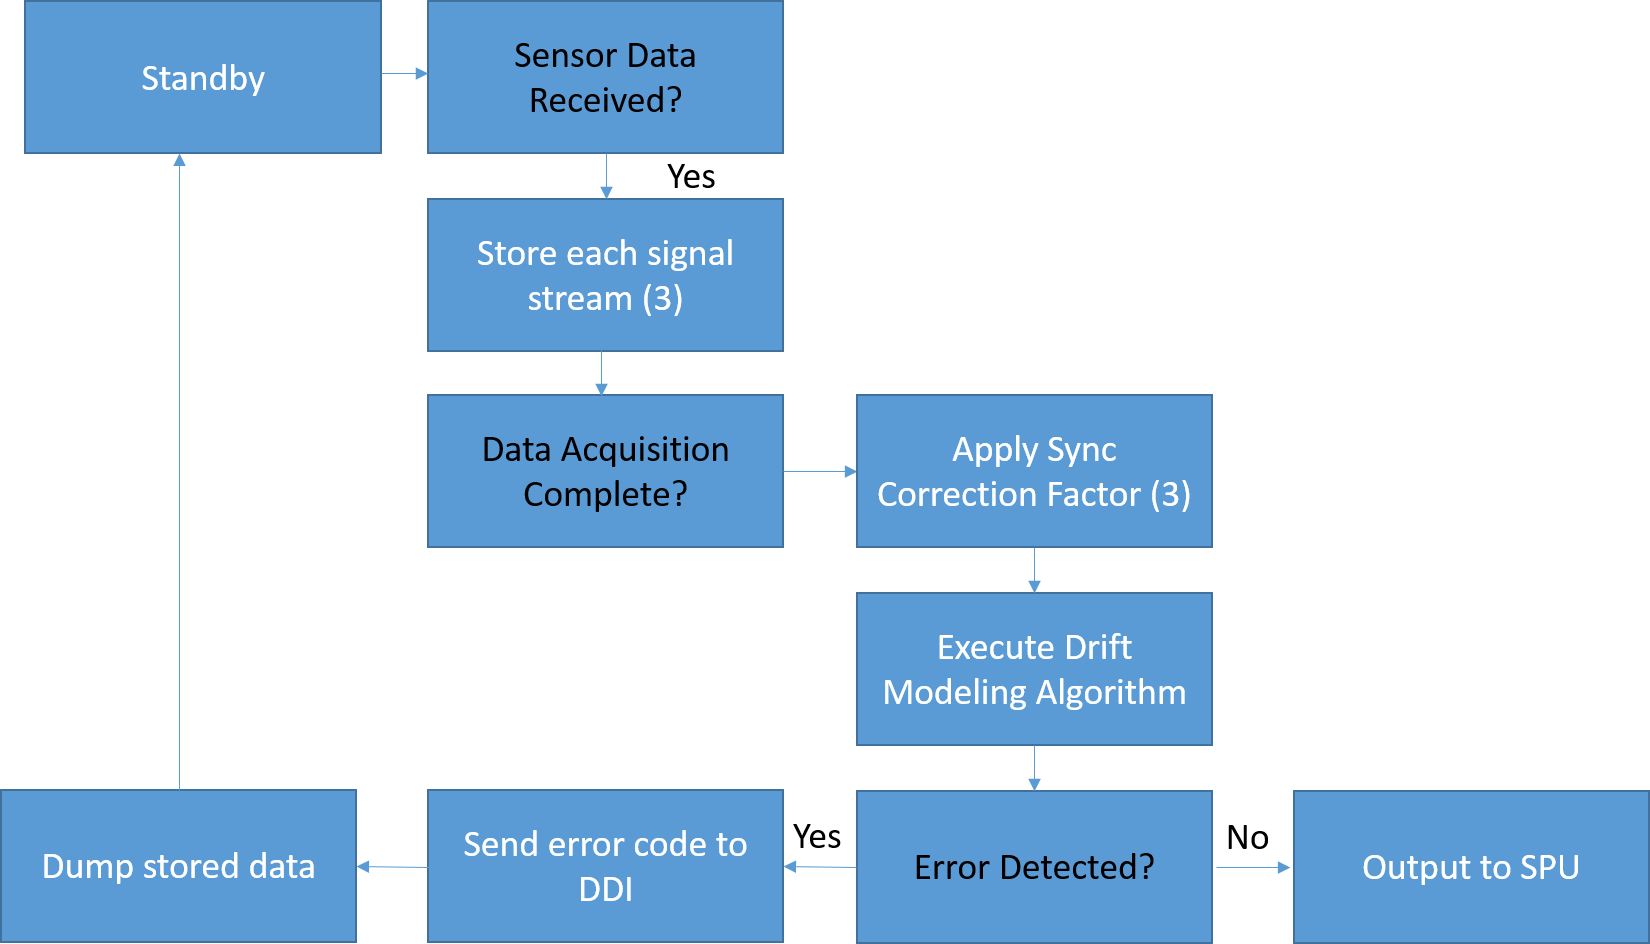 Standby
Sensor Data
Received?
Yes
Store each signal
stream (3)
Data Acquisition
Complete?
Apply Sync
Correction Factor (3)
Execute Drift
Modeling Algorithm
Error Detected?
Yes
Send error code to
DDI
Dump stored data
No
Output to SPU